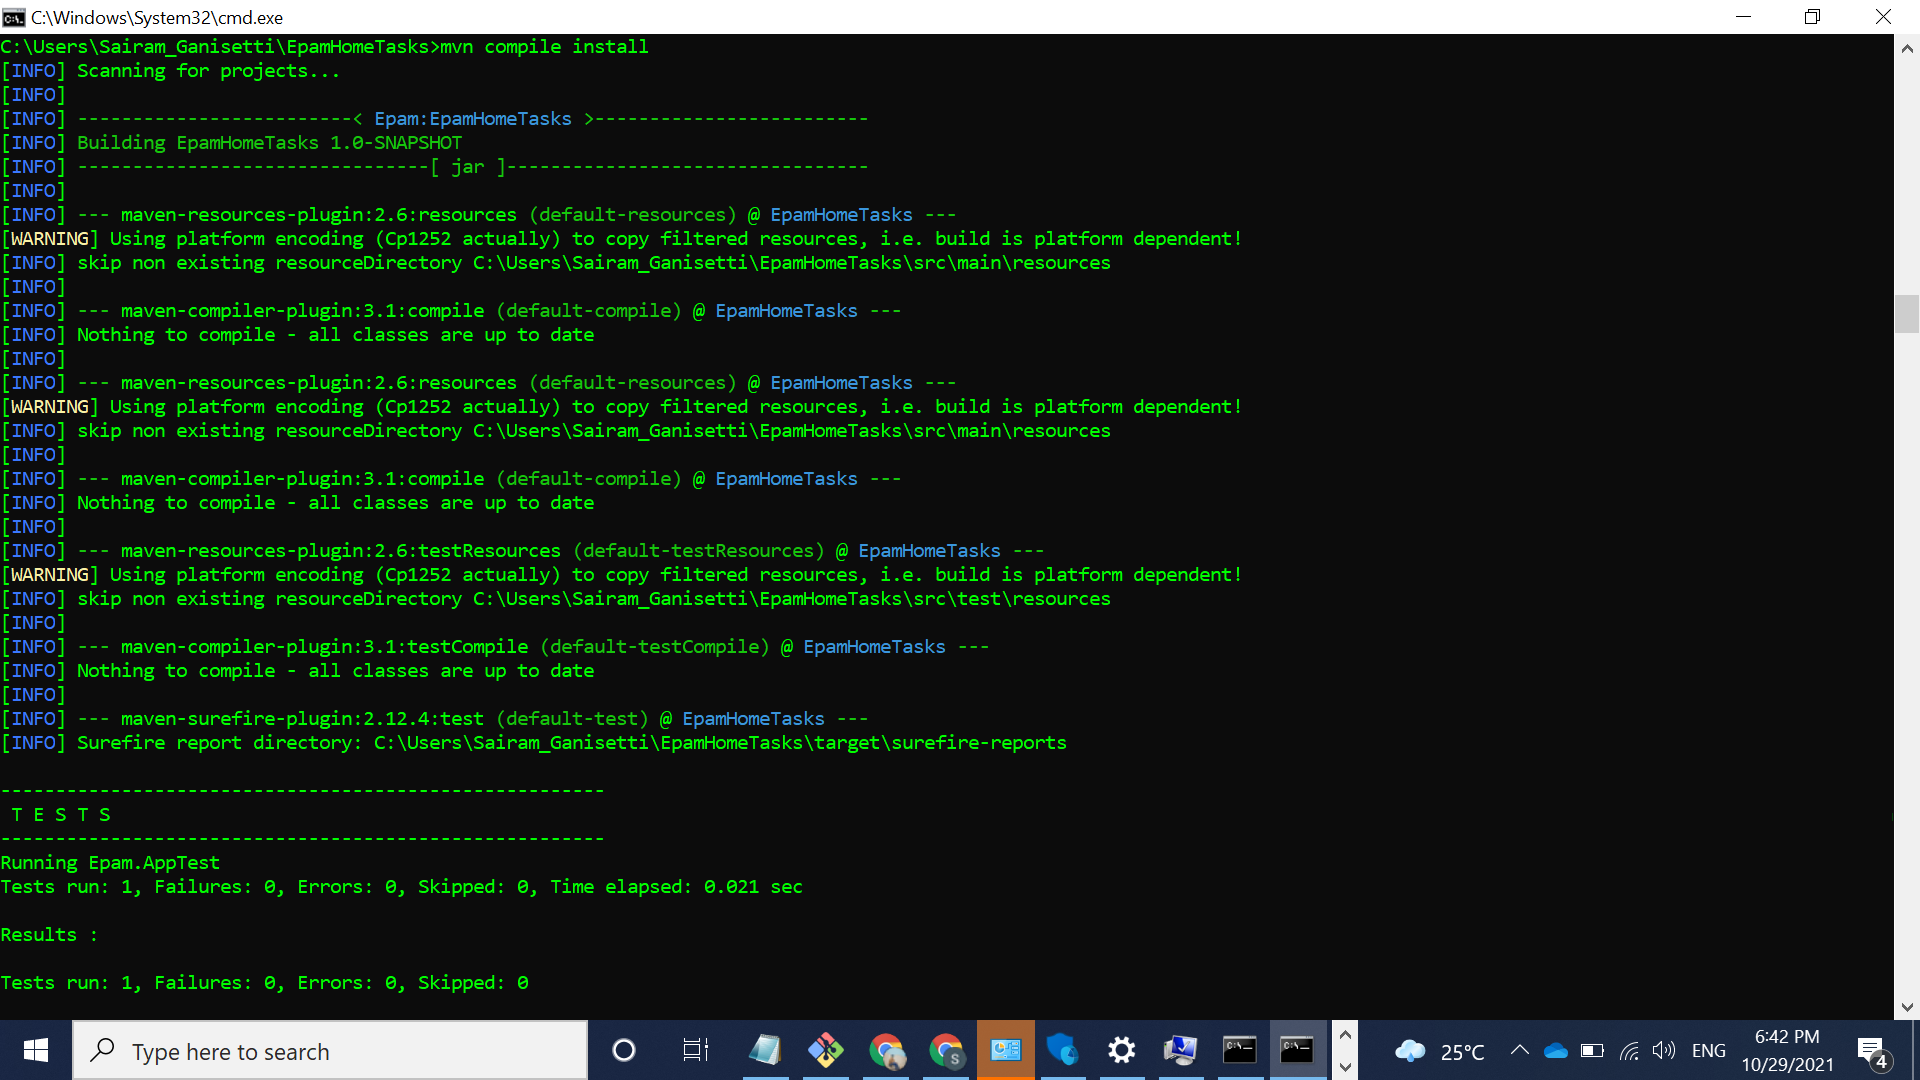 C:\Windows\System32\cmd.exe
C:\Users\Sairam_Ganisetti\EpamHomeTasks>mvn compile install
[INFO] Scanning for projects...
[INFO]
[INFO] -------------------------< Epam:EpamHomeTasks >-------------------------
[INFO] Building EpamHomeTasks 1.0-SNAPSHOT
[INFO] --------------------------------[ jar ]---------------------------------
[INFO]
[INFO] --- maven-resources-plugin:2.6:resources (default-resources) @ EpamHomeTasks ---
[WARNING] Using platform encoding (Cp1252 actually) to copy filtered resources, i.e. build is platform dependent!
[INFO] skip non existing resourceDirectory C:\Users\Sairam_Ganisetti\EpamHomeTasks\src\main\resources
[INFO]
[INFO] --- maven-compiler-plugin:3.1:compile (default-compile) @ EpamHomeTasks ---
[INFO] Nothing to compile - all classes are up to date
[INFO]
[INFO] --- maven-resources-plugin:2.6:resources (default-resources) @ EpamHomeTasks ---
[WARNING] Using platform encoding (Cp1252 actually) to copy filtered resources, i.e. build is platform dependent!
[INFO] skip non existing resourceDirectory C:\Users\Sairam_Ganisetti\EpamHomeTasks\src\main\resources
[INFO]
[INFO] --- maven-compiler-plugin:3.1:compile (default-compile) @ EpamHomeTasks ---
[INFO] Nothing to compile - all classes are up to date
[INFO]
[INFO] --- maven-resources-plugin:2.6:testResources (default-testResources) @ EpamHomeTasks ---
[WARNING] Using platform encoding (Cp1252 actually) to copy filtered resources, i.e. build is platform dependent!
[INFO] skip non existing resourceDirectory C:\Users\Sairam_Ganisetti\EpamHomeTasks\src\test\resources
[INFO]
[INFO] --- maven-compiler-plugin:3.1:testCompile (default-testCompile) @ EpamHomeTasks ---
[INFO] Nothing to compile - all classes are up to date
[INFO]
[INFO] --- maven-surefire-plugin:2.12.4:test (default-test) @ EpamHomeTasks ---
[INFO] Surefire report directory: C:\Users\Sairam_Ganisetti\EpamHomeTasks\target\surefire-reports
-------------------------------------------------------
T E S T S
-------------------------------------------------------
Running Epam.AppTest
Tests run: 1, Failures: 0, Errors: 0, Skipped: 0, Time elapsed: 0.021 sec
Results :
Tests run: 1, Failures: 0, Errors: 0, Skipped: 0
Type here to search
S
25°C
ENG
6:42 PM
10/29/2021
4